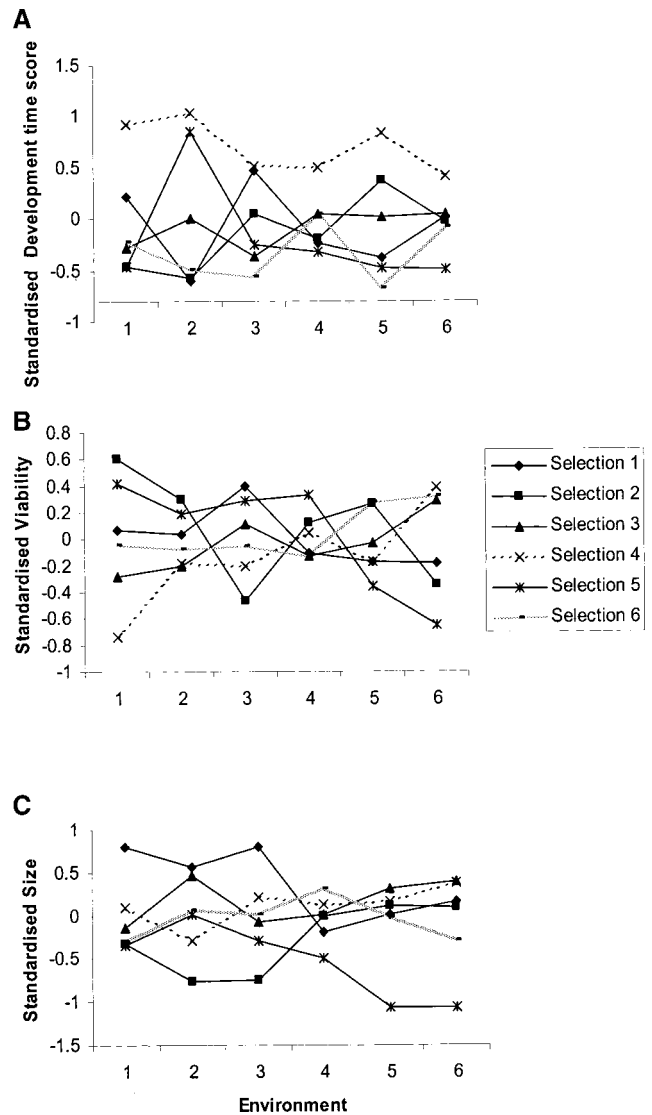 A
Standardised Development time score
1.5
1
0.5
0
-0.5
-1
1 2 3 4 5 6
B
Standardised Viability
0.8
0.6
0.4
0.2
0
-0.2
-0.4
-0.6
-0.8
-1
1 2 3 4 5 6
Selection 1
Selection 2
Selection 3
Selection 4
Selection 5
Selection 6
C
Standardised Size
1
0.5
0
-0.5
-1
-1.5
1 2 3 4 5 6
Environment